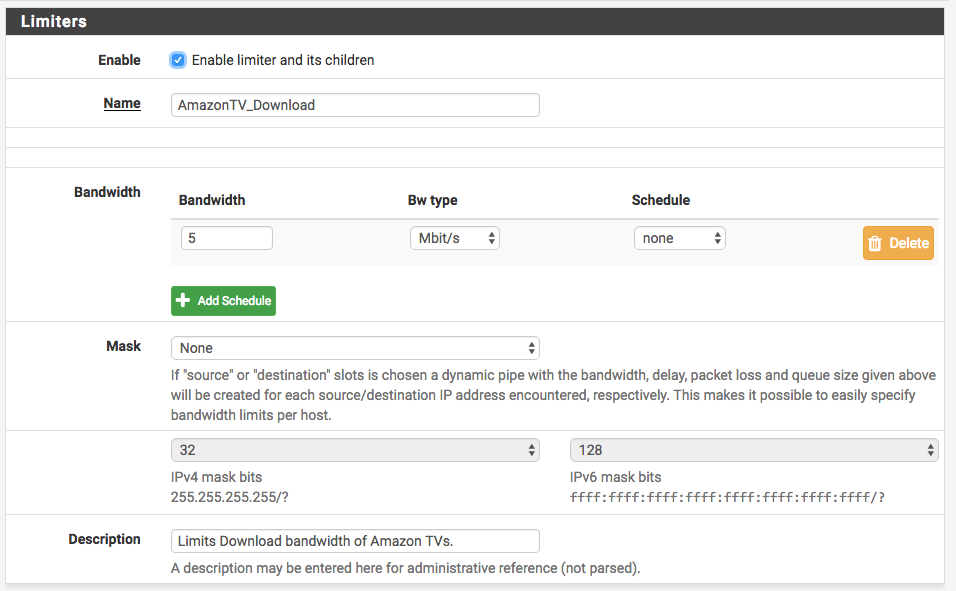 Limiters
Enable
Enable limiter and its children
Name
AmazonTV_Download
Bandwidth
Bandwidth Bw type Schedule
5 Mbit/s none Delete
Add Schedule
Mask
None
If "source" or "destination" slots is chosen a dynamic pipe with the bandwidth, delay, packet loss and queue size given above
will be created for each source/destination IP address encountered, respectively. This makes it possible to easily specify
bandwidth limits per host.
32 128
IPv4 mask bits IPv6 mask bits
255.255.255.255/? ffff:ffff:ffff:ffff:ffff:ffff:ffff:ffff/?
Description
Limits Download bandwidth of Amazon TVs.
A description may be entered here for administrative reference (not parsed).